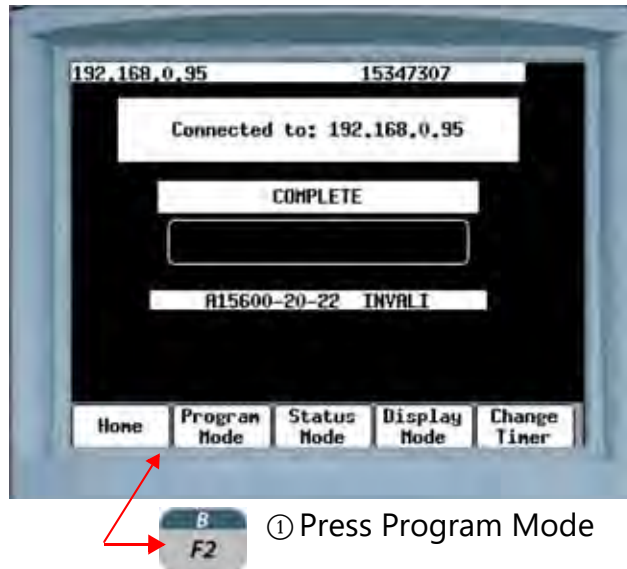 192.168.0.95 15347307
Connected to: 192.168.0.95
COMPLETE
A15600-20-22 INVALI
Home Program Mode Status Mode Display Mode Change Timer
B
F2
① Press Program Mode